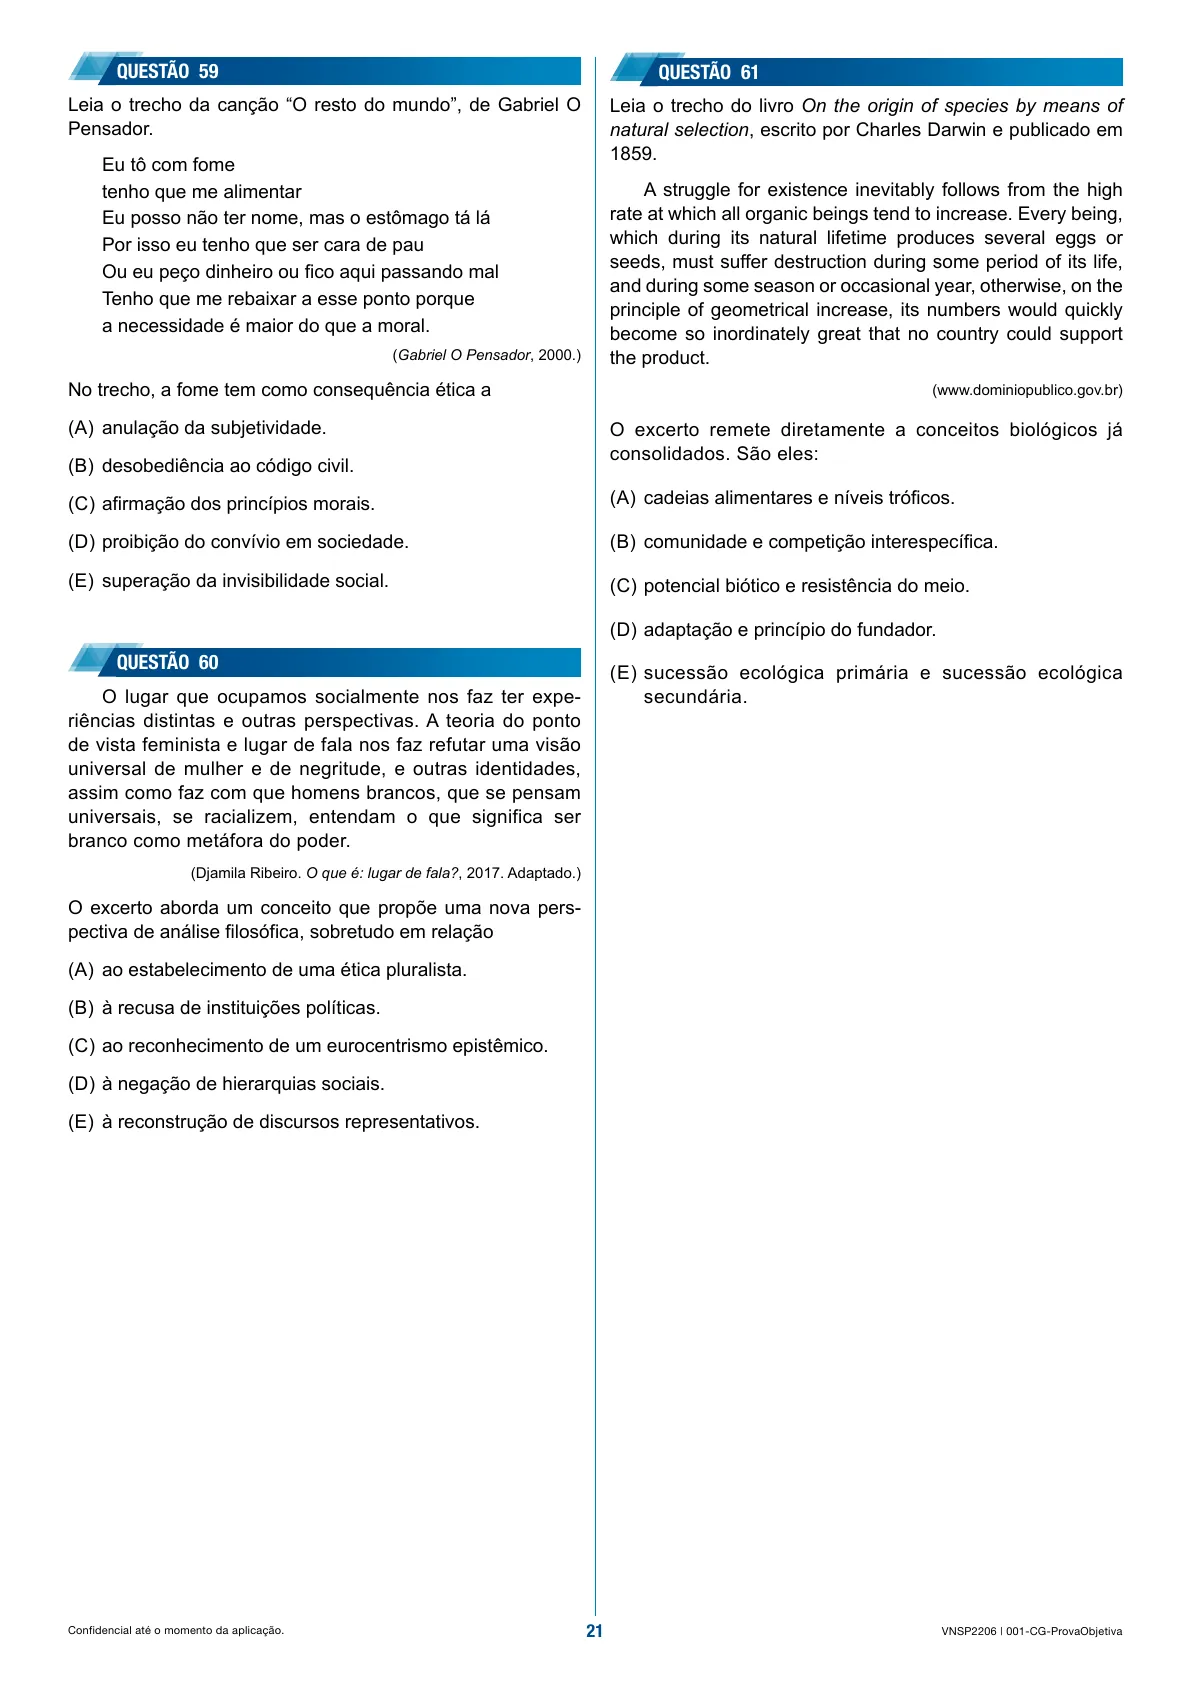 QUESTÃO 59
Leia o trecho da canção “O resto do mundo”, de Gabriel O
Pensador.
Eu tô com fome
tenho que me alimentar
Eu posso não ter nome, mas o estômago tá lá
Por isso eu tenho que ser cara de pau
Ou eu peço dinheiro ou fico aqui passando mal
Tenho que me rebaixar a esse ponto porque
a necessidade é maior do que a moral.
(Gabriel O Pensador, 2000.)
No trecho, a fome tem como consequência ética a
(A) anulação da subjetividade.
(B) desobediência ao código civil.
(C) afirmação dos princípios morais.
(D) proibição do convívio em sociedade.
(E) superação da invisibilidade social.
QUESTÃO 60
O lugar que ocupamos socialmente nos faz ter expe-
riências distintas e outras perspectivas. A teoria do ponto
de vista feminista e lugar de fala nos faz refutar uma visão
universal de mulher e de negritude, e outras identidades,
assim como faz com que homens brancos, que se pensam
universais, se racializem, entendam o que significa ser
branco como metáfora do poder.
(Djamila Ribeiro. O que é: lugar de fala?, 2017. Adaptado.)
O excerto aborda um conceito que propõe uma nova pers-
pectiva de análise filosófica, sobretudo em relação
(A) ao estabelecimento de uma ética pluralista.
(B) à recusa de instituições políticas.
(C) ao reconhecimento de um eurocentrismo epistêmico.
(D) à negação de hierarquias sociais.
(E) à reconstrução de discursos representativos.
QUESTÃO 61
Leia o trecho do livro On the origin of species by means of
natural selection, escrito por Charles Darwin e publicado em
1859.
A struggle for existence inevitably follows from the high
rate at which all organic beings tend to increase. Every being,
which during its natural lifetime produces several eggs or
seeds, must suffer destruction during some period of its life,
and during some season or occasional year, otherwise, on the
principle of geometrical increase, its numbers would quickly
become so inordinately great that no country could support
the product.
(www.dominiopublico.gov.br)
O excerto remete diretamente a conceitos biológicos já
consolidados. São eles:
(A) cadeias alimentares e níveis tróficos.
(B) comunidade e competição interespecífica.
(C) potencial biótico e resistência do meio.
(D) adaptação e princípio do fundador.
(E) sucessão ecológica primária e sucessão ecológica
secundária.
Confidencial até o momento da aplicação.
21
VNSP2206 | 001-CG-ProvaObjetiva